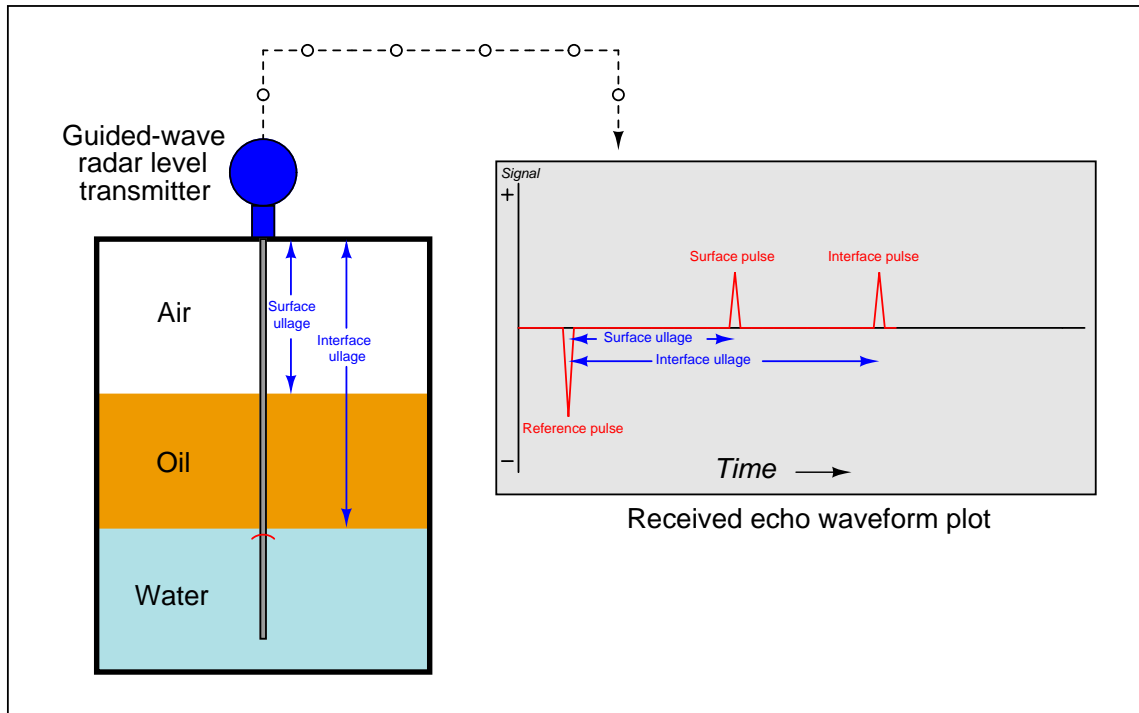 Guided-wave
radar level
transmitter
Air
Surface
ullage
Interface
ullage
Oil
Water
Signal
+
Surface pulse
Interface pulse
Surface ullage
Interface ullage
Reference pulse
−
Time
Received echo waveform plot